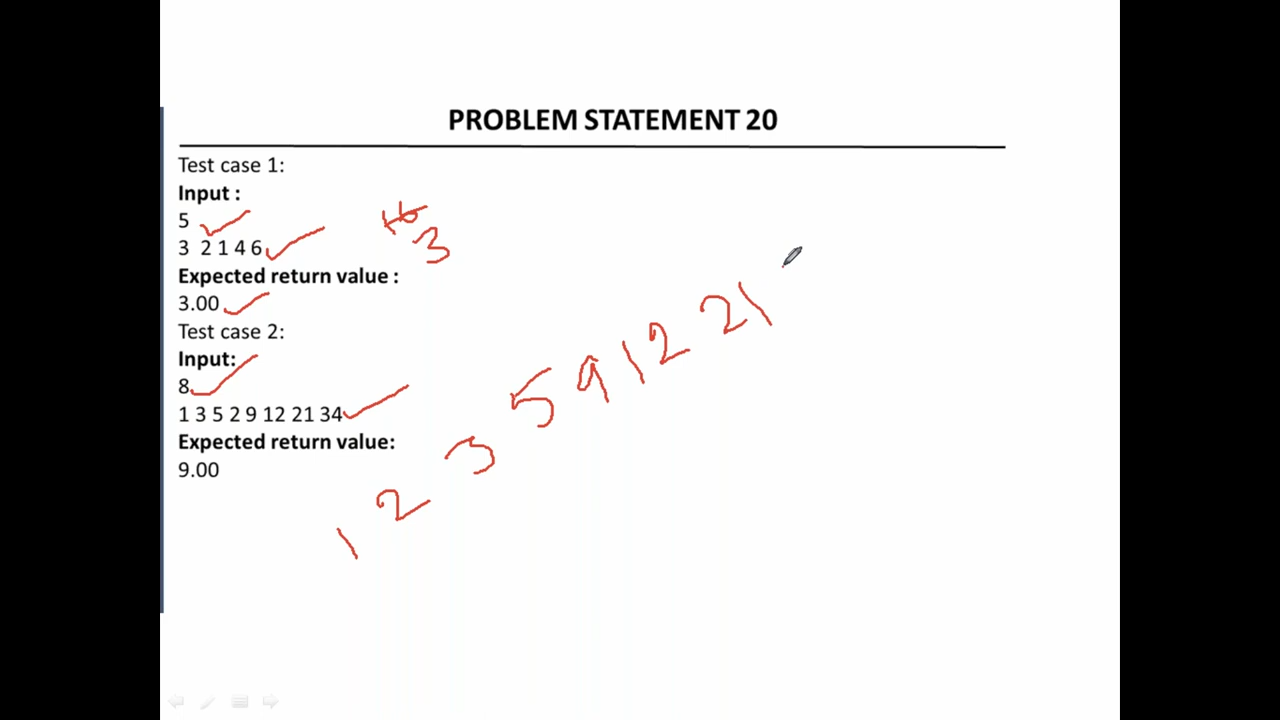 PROBLEM STATEMENT 20
Test case 1:
Input :
5
3 2 1 4 6
3
Expected return value :
3.00
Test case 2:
Input:
8
1 3 5 2 9 12 21 34
Expected return value:
9.00
1 2 3 5 9 12 21